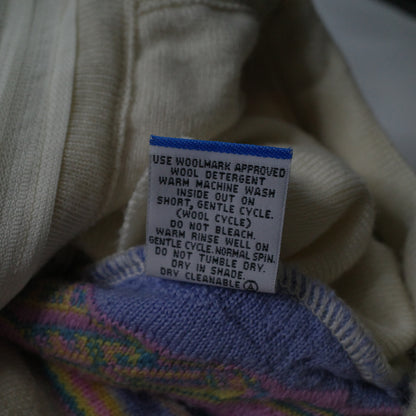 USE WOOLMARK APPROVED
WOOL DETERGENT
WARM MACHINE WASH
INSIDE OUT ON
SHORT, GENTLE CYCLE.
(WOOL CYCLE)
DO NOT BLEACH.
WARM RINSE WELL ON
GENTLE CYCLE. NORMAL SPIN.
DO NOT TUMBLE DRY.
DRY IN SHADE.
DRY CLEANABLE Ⓐ